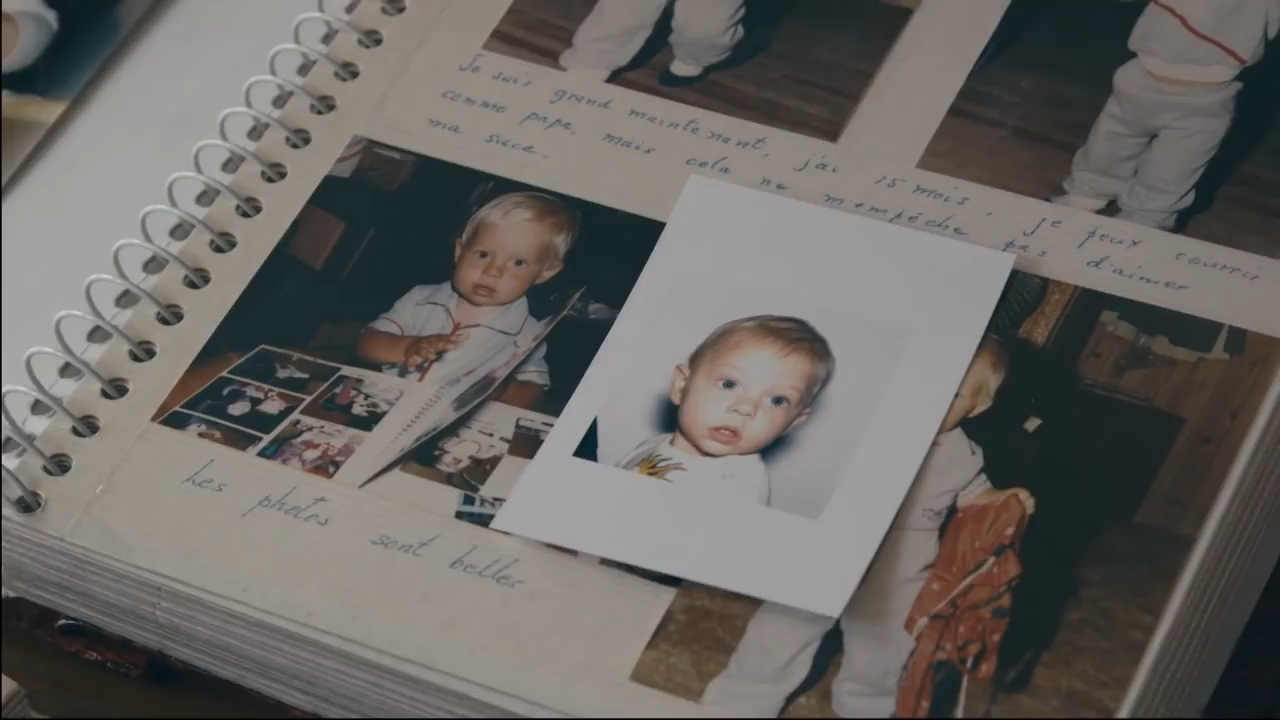 Je suis grand maintenant, j'ai 15 mois, je peux courrir
comme papa, mais cela ne m'empêche pas d'aimer
ma suce.
Les photos sont belles